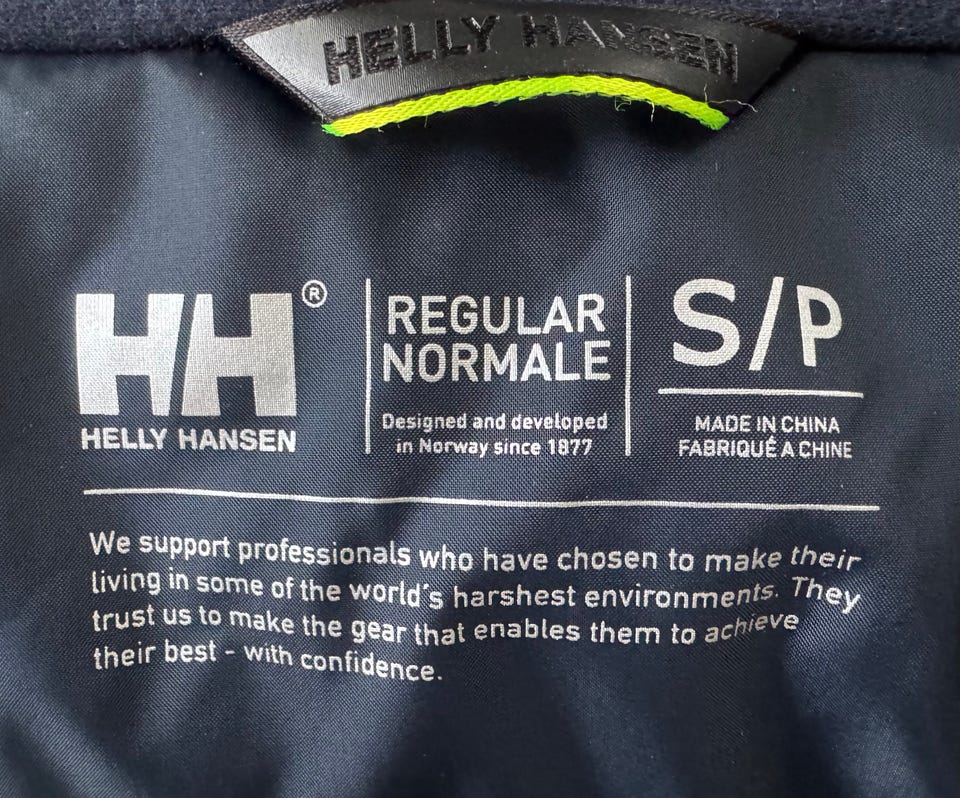 HELLY HANSEN
HH®
HELLY HANSEN
REGULAR
NORMALE
Designed and developed
in Norway since 1877
S/P
MADE IN CHINA
FABRIQUÉ A CHINE
We support professionals who have chosen to make their
living in some of the world's harshest environments. They
trust us to make the gear that enables them to achieve
their best - with confidence.